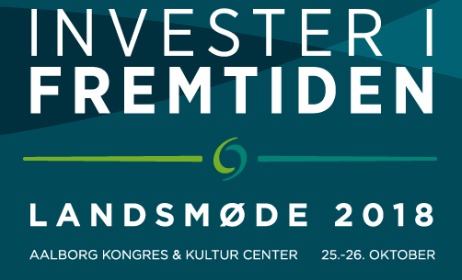 INVESTER I
FREMTIDEN
LANDSMØDE 2018
AALBORG KONGRES & KULTUR CENTER 25.-26. OKTOBER